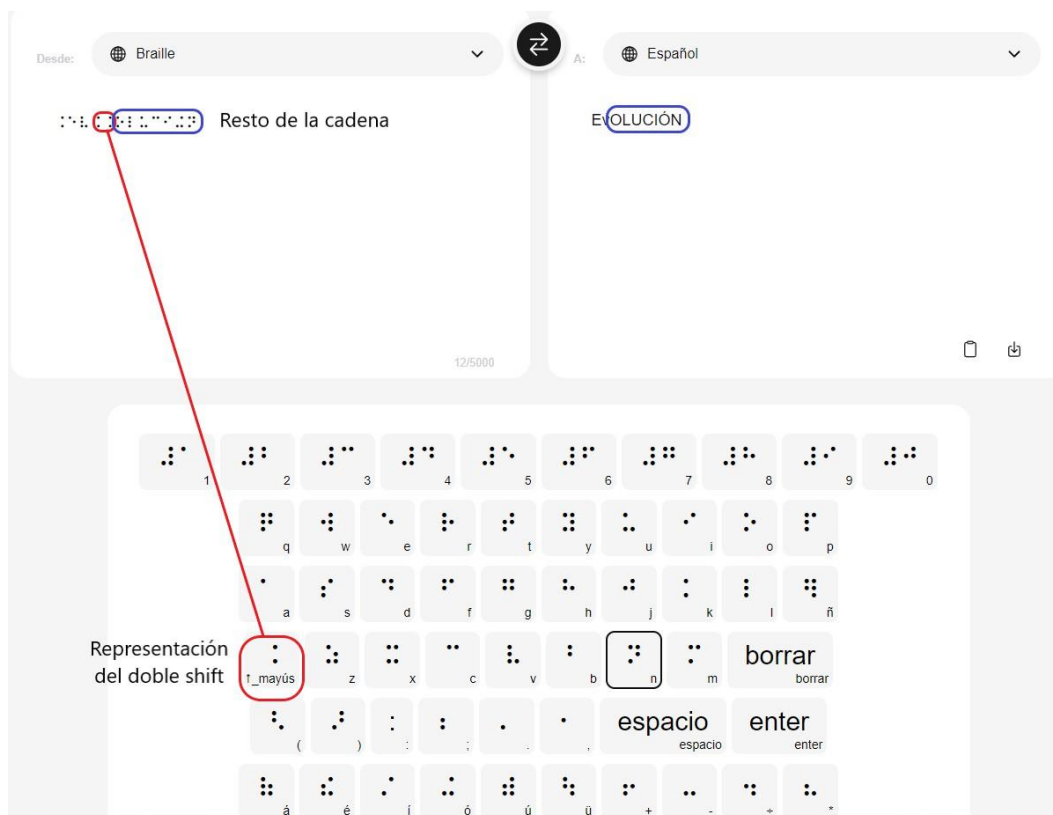 Desde: Braille A: Español
⠨⠑⠧⠨⠨⠕⠇⠥⠉⠊⠬⠝ Resto de la cadena EvOLUCIÓN
12/5000
⠼⠁ 1 ⠼⠃ 2 ⠼⠉ 3 ⠼⠙ 4 ⠼⠑ 5 ⠼⠋ 6 ⠼⠛ 7 ⠼⠓ 8 ⠼⠊ 9 ⠼⠚ 0
⠟ q ⠺ w ⠑ e ⠗ r ⠞ t ⠽ y ⠥ u ⠊ i ⠕ o ⠏ p
⠁ a ⠎ s ⠙ d ⠋ f ⠛ g ⠓ h ⠚ j ⠅ k ⠇ l ⠻ ñ
Representación
del doble shift
⠨ ↑_mayús ⠵ z ⠭ x ⠉ c ⠧ v ⠃ b ⠝ n ⠍ m borrar borrar
⠣ ( ⠜ ) ⠒ : ⠆ ; ⠄ . ⠂ , espacio espacio enter enter
⠷ á ⠮ é ⠌ í ⠬ ó ⠾ ú ⠳ ü ⠖ + ⠤ - ⠲ ÷ ⠦ *